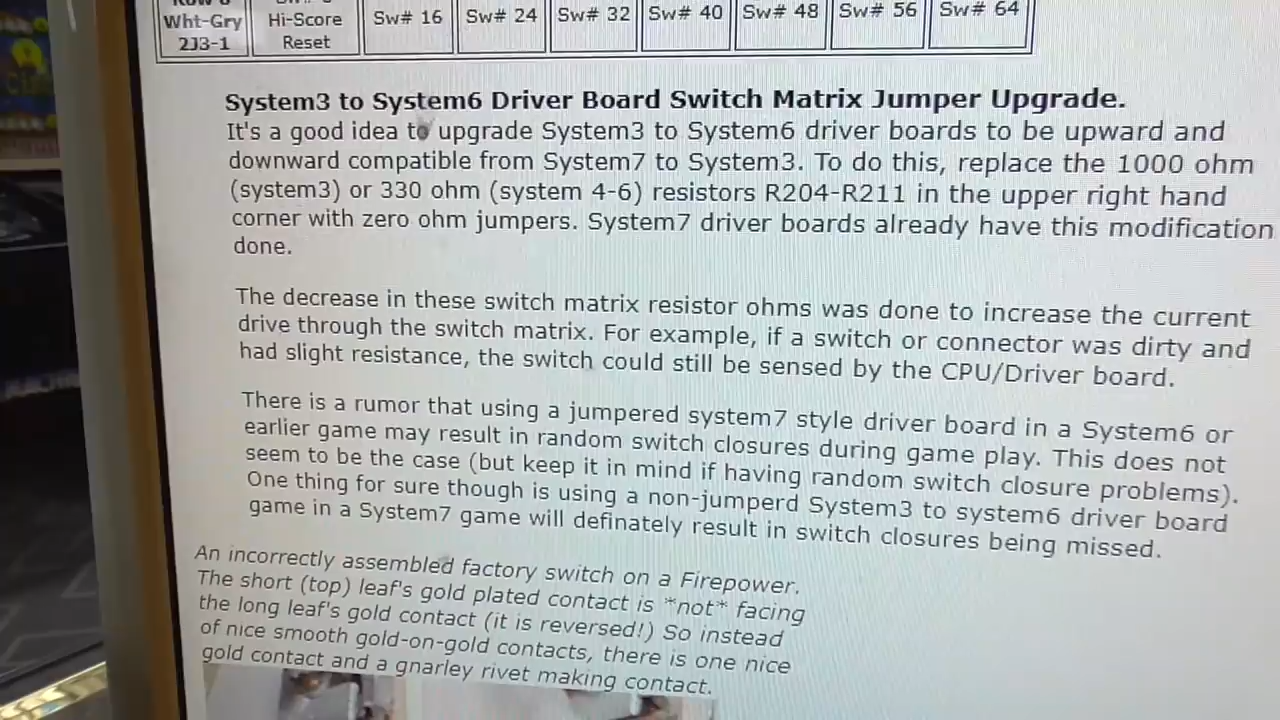 Wht-Gry
2J3-1
Hi-Score
Reset
Sw# 16
Sw# 24
Sw# 32
Sw# 40
Sw# 48
Sw# 56
Sw# 64
System3 to System6 Driver Board Switch Matrix Jumper Upgrade.
It's a good idea to upgrade System3 to System6 driver boards to be upward and
downward compatible from System7 to System3. To do this, replace the 1000 ohm
(system3) or 330 ohm (system 4-6) resistors R204-R211 in the upper right hand
corner with zero ohm jumpers. System7 driver boards already have this modification
done.
The decrease in these switch matrix resistor ohms was done to increase the current
drive through the switch matrix. For example, if a switch or connector was dirty and
had slight resistance, the switch could still be sensed by the CPU/Driver board.
There is a rumor that using a jumpered system7 style driver board in a System6 or
earlier game may result in random switch closures during game play. This does not
seem to be the case (but keep it in mind if having random switch closure problems).
One thing for sure though is using a non-jumperd System3 to system6 driver board
game in a System7 game will definately result in switch closures being missed.
An incorrectly assembled factory switch on a Firepower.
The short (top) leaf's gold plated contact is *not* facing
the long leaf's gold contact (it is reversed!) So instead
of nice smooth gold-on-gold contacts, there is one nice
gold contact and a gnarley rivet making contact.